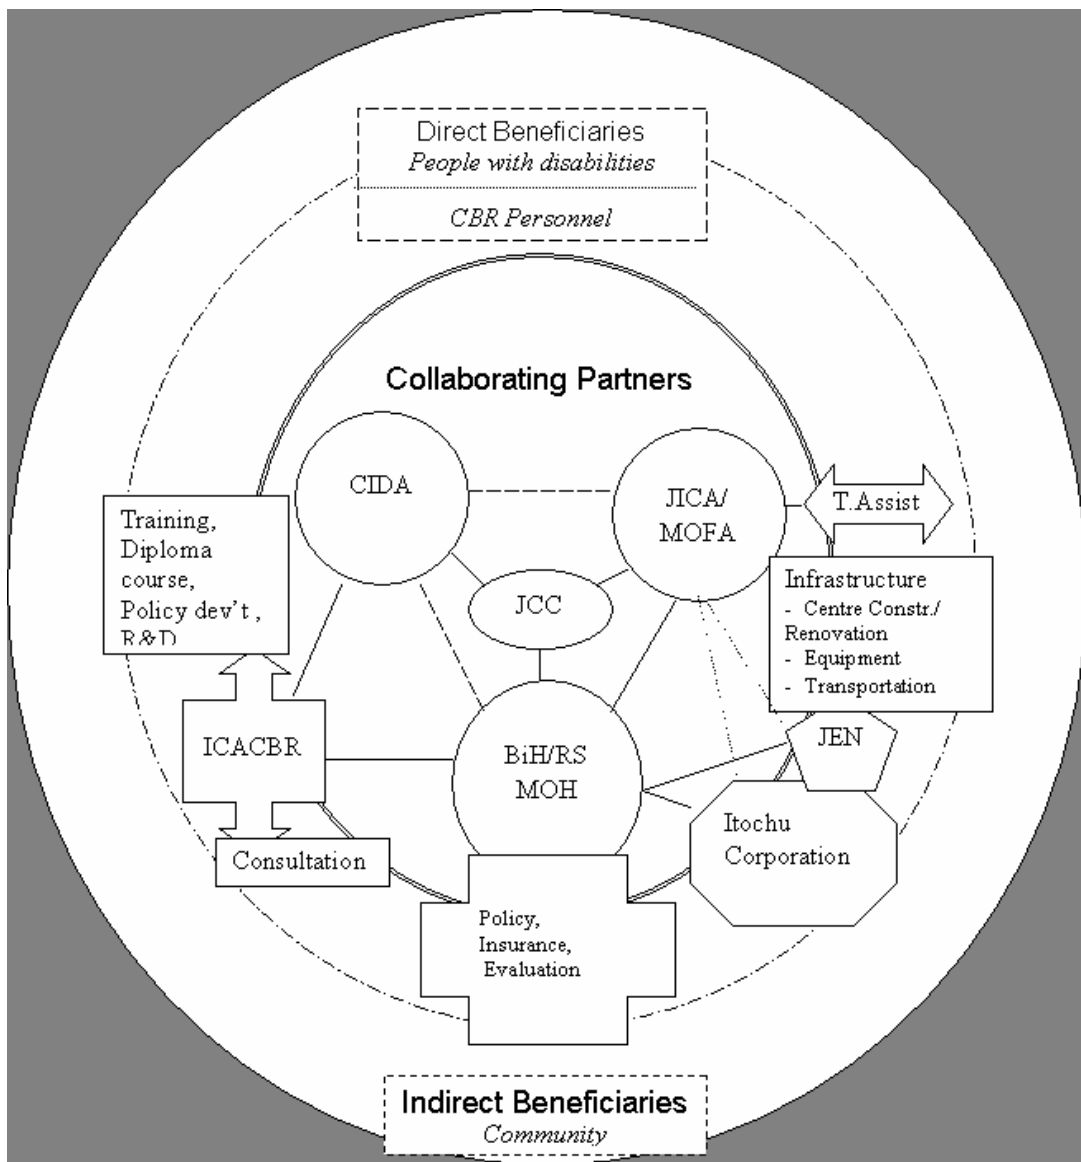 Direct Beneficiaries
People with disabilities
CBR Personnel
Collaborating Partners
CIDA
JICA/
MOFA
T.Assist
Training,
Diploma
course,
Policy dev't ,
R&D
JCC
Infrastructure
- Centre Constr./
Renovation
- Equipment
- Transportation
ICACBR
BiH/RS
MOH
JEN
Itochu
Corporation
Consultation
Policy,
Insurance,
Evaluation
Indirect Beneficiaries
Community